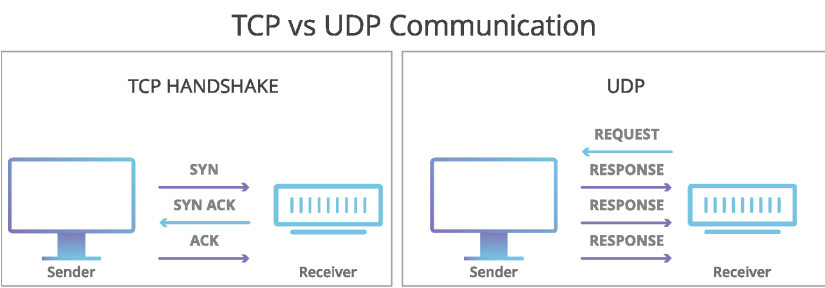 TCP vs UDP Communication
TCP HANDSHAKE
SYN
SYN ACK
ACK
Sender
Receiver
UDP
REQUEST
RESPONSE
RESPONSE
RESPONSE
Sender
Receiver